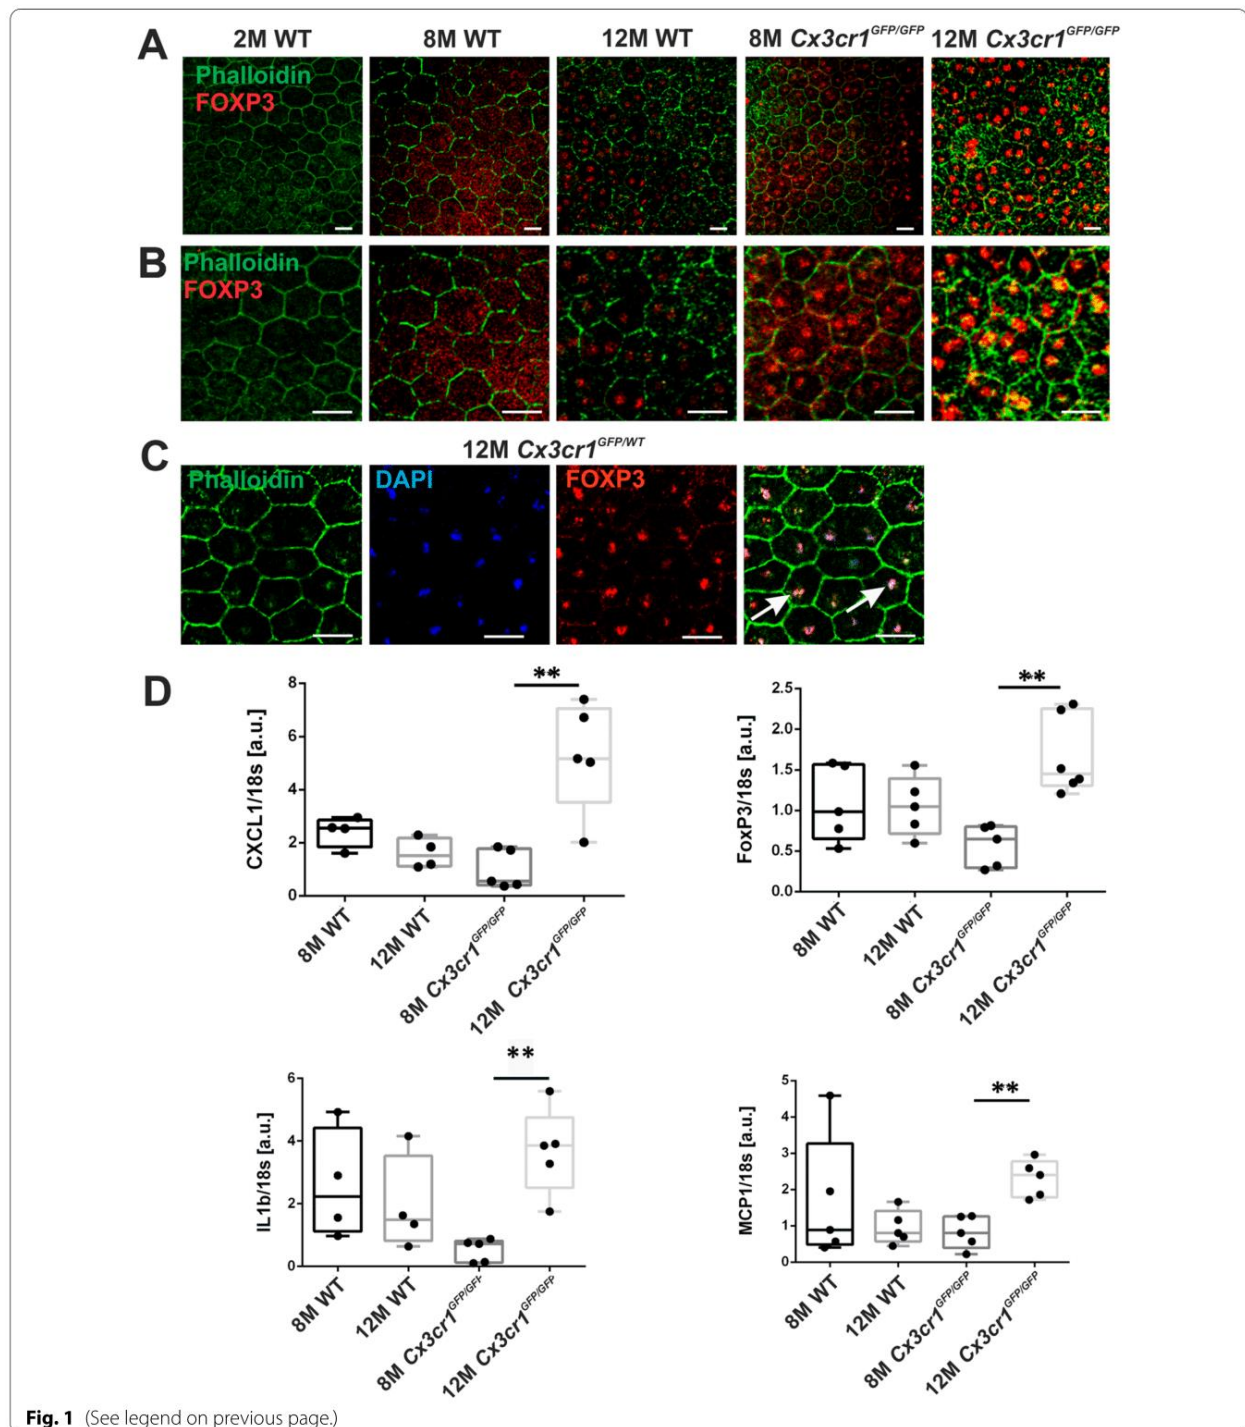 A
2M WT 8M WT 12M WT 8M Cx3cr1GFP/GFP 12M Cx3cr1GFP/GFP
Phalloidin
FOXP3
B
Phalloidin
FOXP3
C
12M Cx3cr1GFP/WT
Phalloidin DAPI FOXP3
D
**
CXCL1/18s [a.u.]
8
6
4
2
0
8M WT
12M WT
8M Cx3cr1GFP/GFP
12M Cx3cr1GFP/GFP
**
FoxP3/18s [a.u.]
2.5
2.0
1.5
1.0
0.5
0.0
8M WT
12M WT
8M Cx3cr1GFP/GFP
12M Cx3cr1GFP/GFP
**
IL1b/18s [a.u.]
6
4
2
0
8M WT
12M WT
8M Cx3cr1GFP/GFP
12M Cx3cr1GFP/GFP
**
MCP1/18s [a.u.]
5
4
3
2
1
0
8M WT
12M WT
8M Cx3cr1GFP/GFP
12M Cx3cr1GFP/GFP
Fig. 1 (See legend on previous page.)